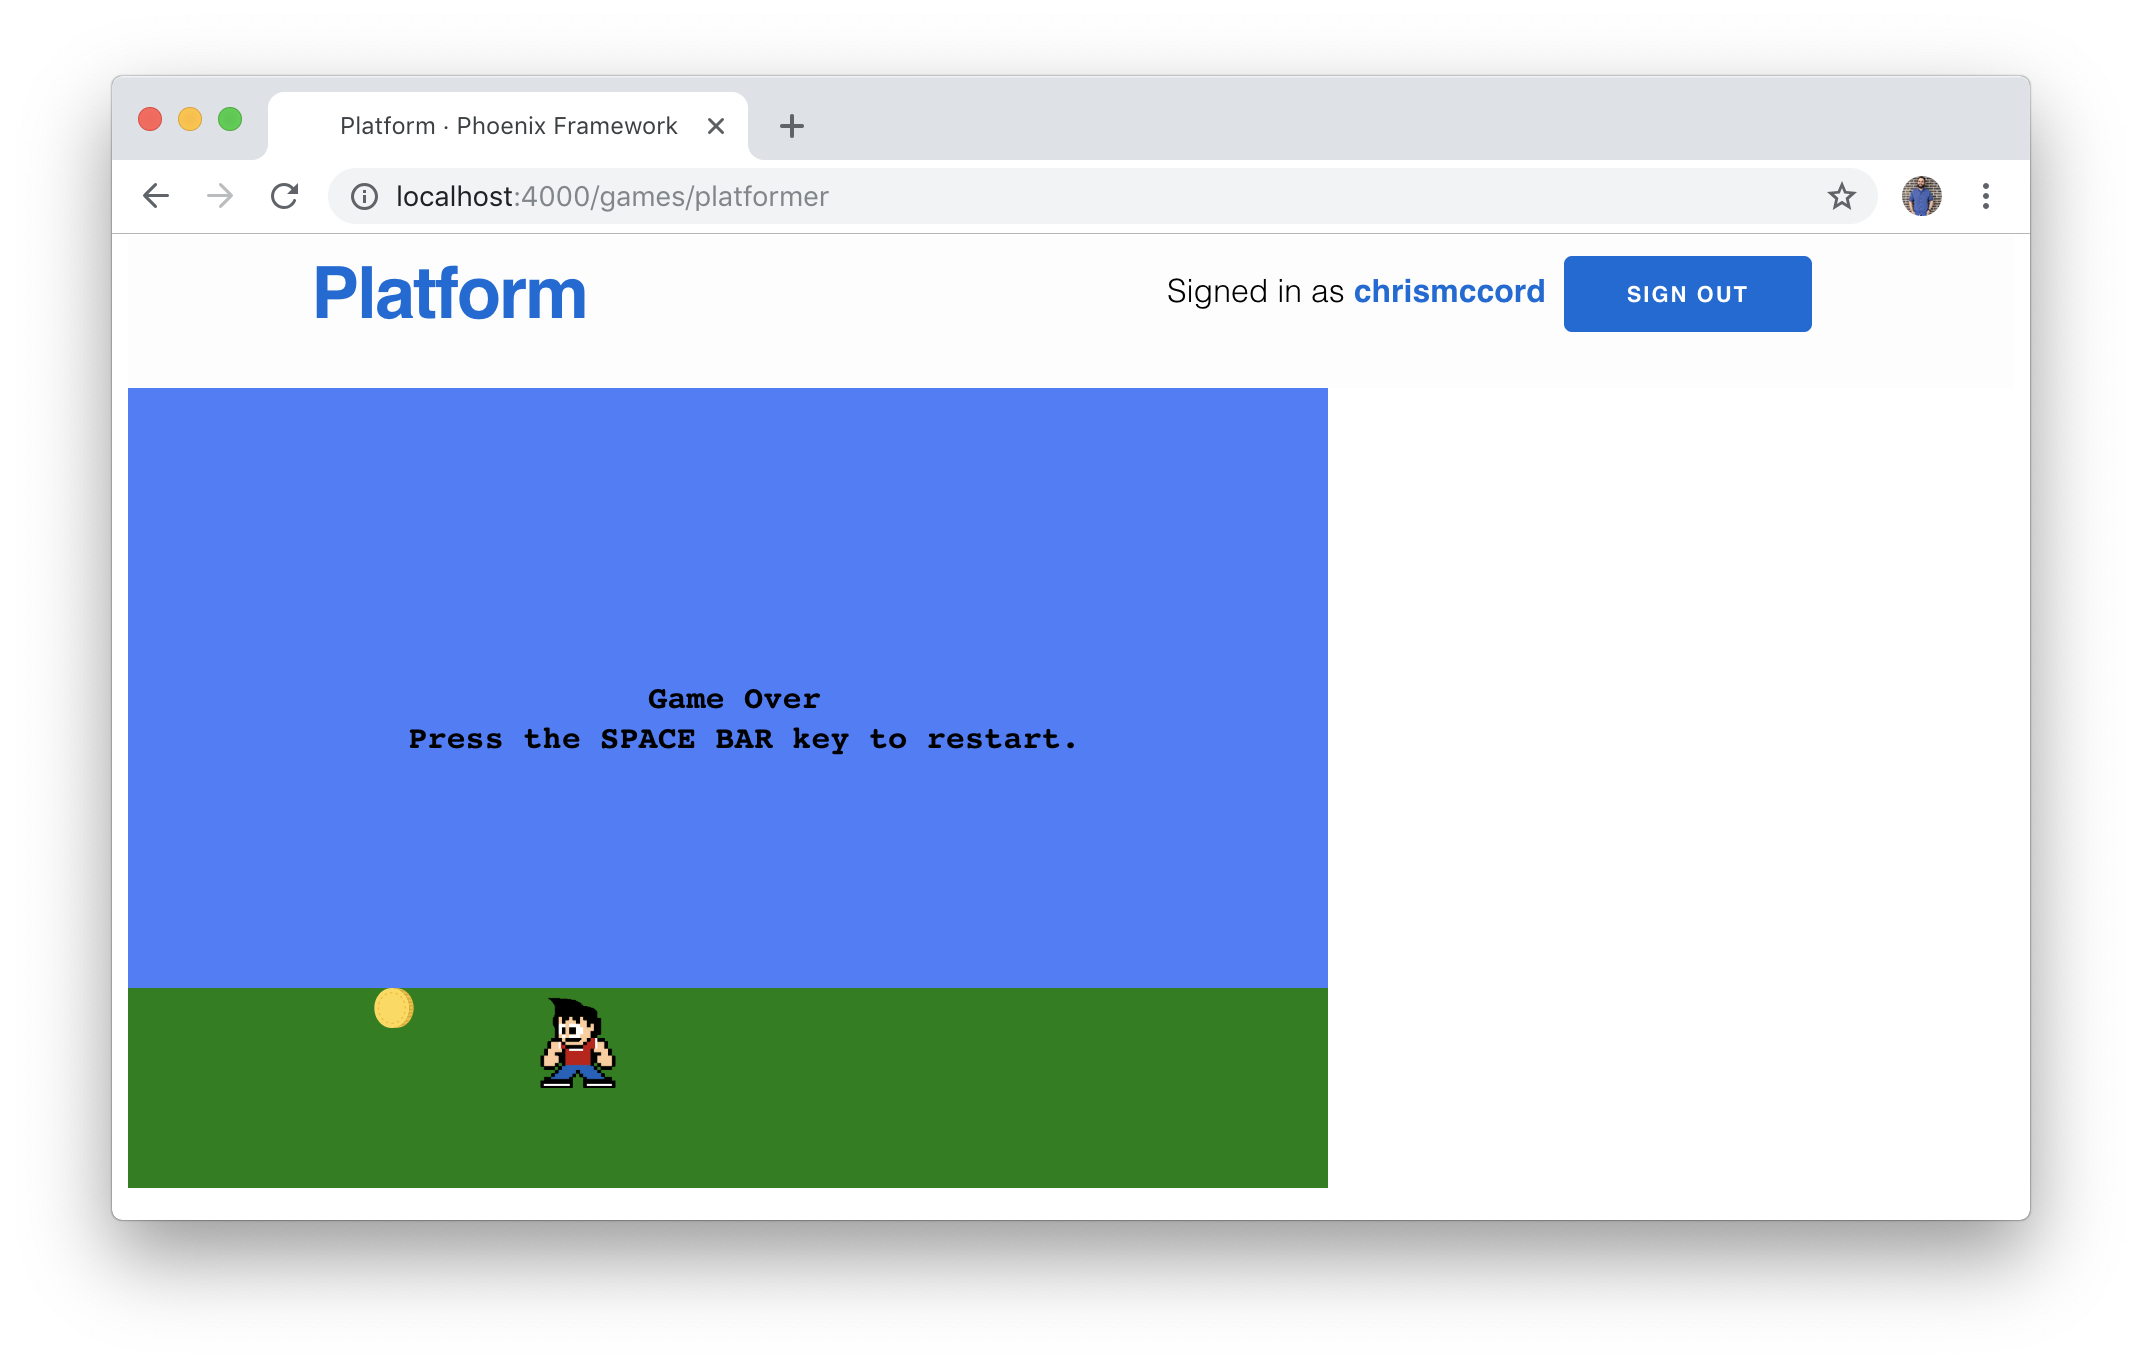 Platform · Phoenix Framework
localhost:4000/games/platformer
Platform
Signed in as chrismccord
SIGN OUT
Game Over
Press the SPACE BAR key to restart.